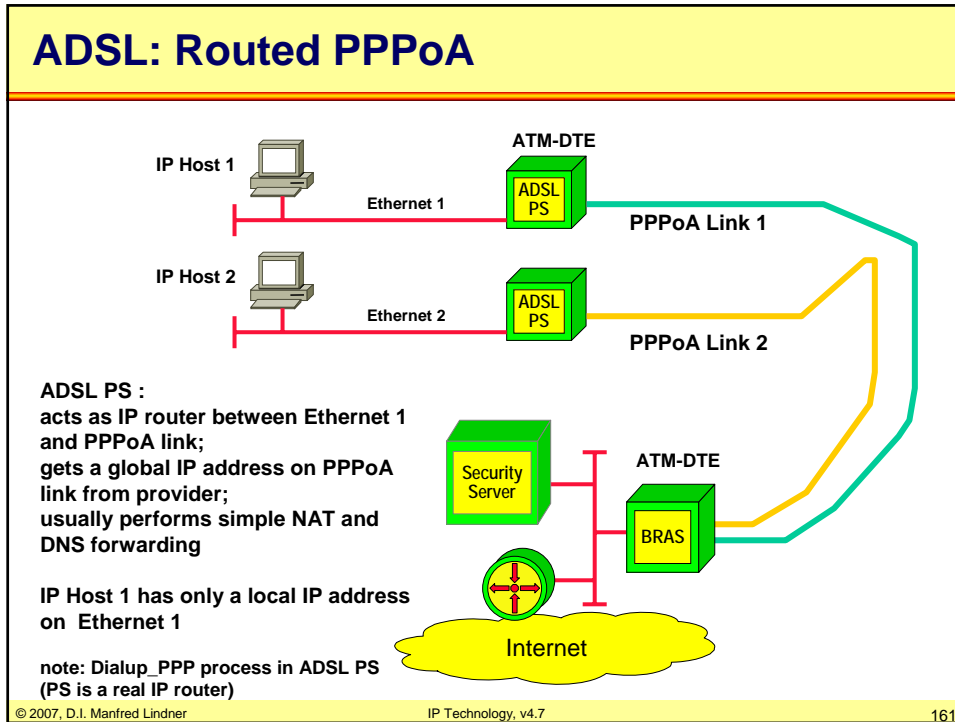 ADSL: Routed PPPoA
ATM-DTE
IP Host 1
ADSL
PS
Ethernet 1
PPPoA Link 1
IP Host 2
ADSL
PS
Ethernet 2
PPPoA Link 2
ADSL PS :
acts as IP router between Ethernet 1
and PPPoA link;
gets a global IP address on PPPoA
link from provider;
usually performs simple NAT and
DNS forwarding
IP Host 1 has only a local IP address
on Ethernet 1
note: Dialup_PPP process in ADSL PS
(PS is a real IP router)
Security
Server
ATM-DTE
BRAS
Internet
© 2007, D.I. Manfred Lindner
IP Technology, v4.7
161